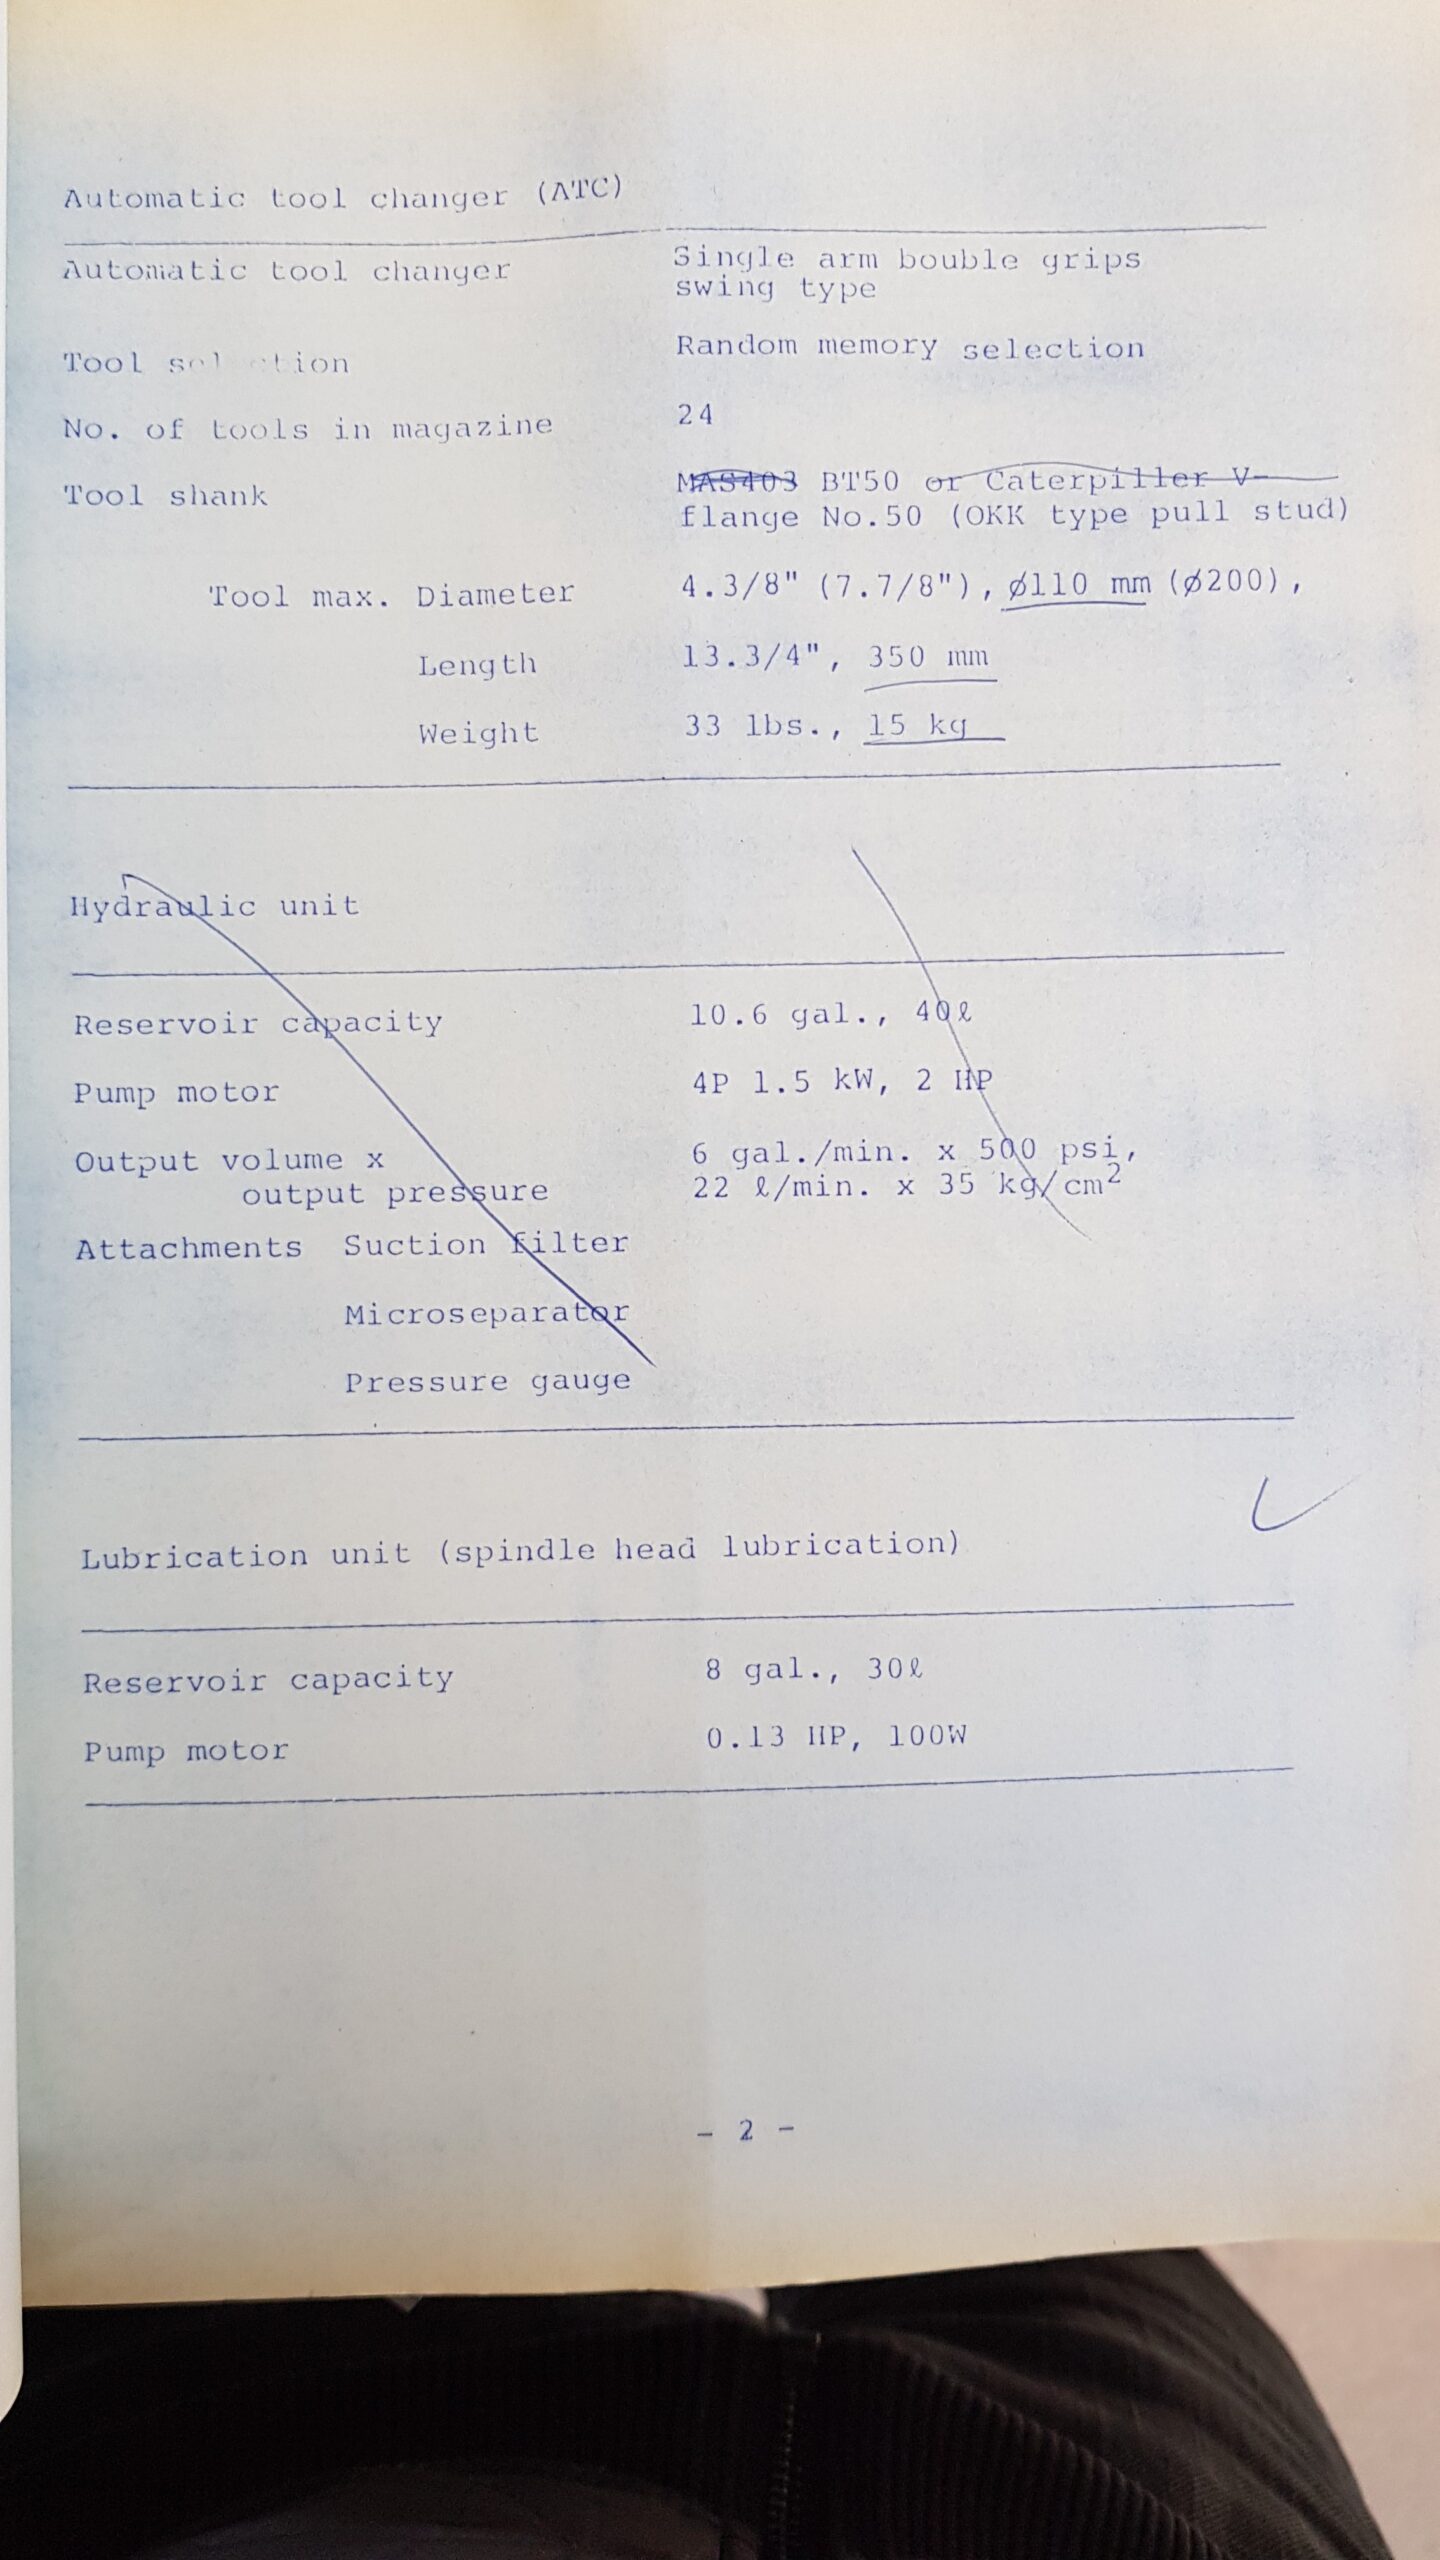 Automatic tool changer (ATC)
Automatic tool changer Single arm bouble grips
swing type
Tool selection Random memory selection
No. of tools in magazine 24
Tool shank MAS403 BT50 or Caterpiller V-
flange No.50 (OKK type pull stud)
Tool max. Diameter 4.3/8" (7.7/8"), ø110 mm (ø200),
Length 13.3/4", 350 mm
Weight 33 lbs., 15 kg
Hydraulic unit
Reservoir capacity 10.6 gal., 40ℓ
Pump motor 4P 1.5 kW, 2 HP
Output volume x 6 gal./min. x 500 psi,
output pressure 22 ℓ/min. x 35 kg/cm²
Attachments Suction filter
Microseparator
Pressure gauge
Lubrication unit (spindle head lubrication)
Reservoir capacity 8 gal., 30ℓ
Pump motor 0.13 HP, 100W
- 2 -